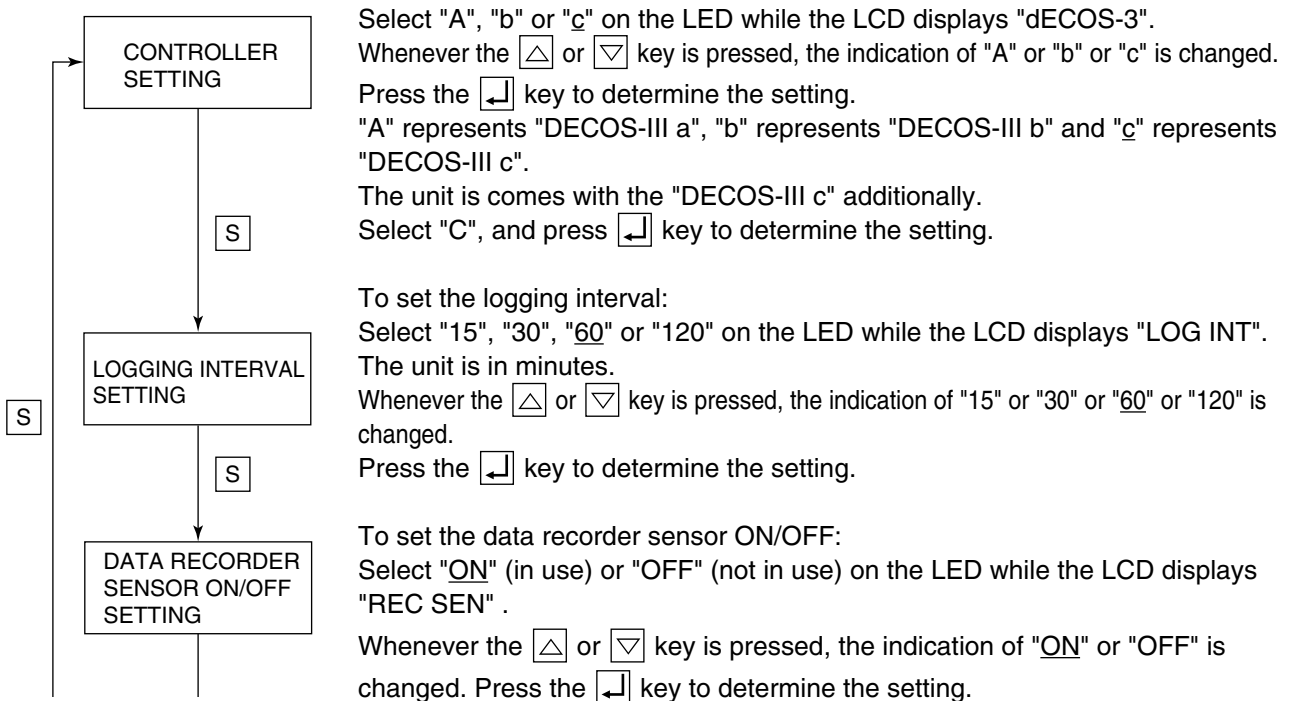 CONTROLLER
SETTING
Select "A", "b" or "c" on the LED while the LCD displays "dECOS-3".
Whenever the △ or ▽ key is pressed, the indication of "A" or "b" or "c" is changed.
Press the ↵ key to determine the setting.
"A" represents "DECOS-III a", "b" represents "DECOS-III b" and "c" represents
"DECOS-III c".
The unit is comes with the "DECOS-III c" additionally.
Select "C", and press ↵ key to determine the setting.
S
LOGGING INTERVAL
SETTING
To set the logging interval:
Select "15", "30", "60" or "120" on the LED while the LCD displays "LOG INT".
The unit is in minutes.
Whenever the △ or ▽ key is pressed, the indication of "15" or "30" or "60" or "120" is
changed.
Press the ↵ key to determine the setting.
S
S
DATA RECORDER
SENSOR ON/OFF
SETTING
To set the data recorder sensor ON/OFF:
Select "ON" (in use) or "OFF" (not in use) on the LED while the LCD displays
"REC SEN" .
Whenever the △ or ▽ key is pressed, the indication of "ON" or "OFF" is
changed. Press the ↵ key to determine the setting.